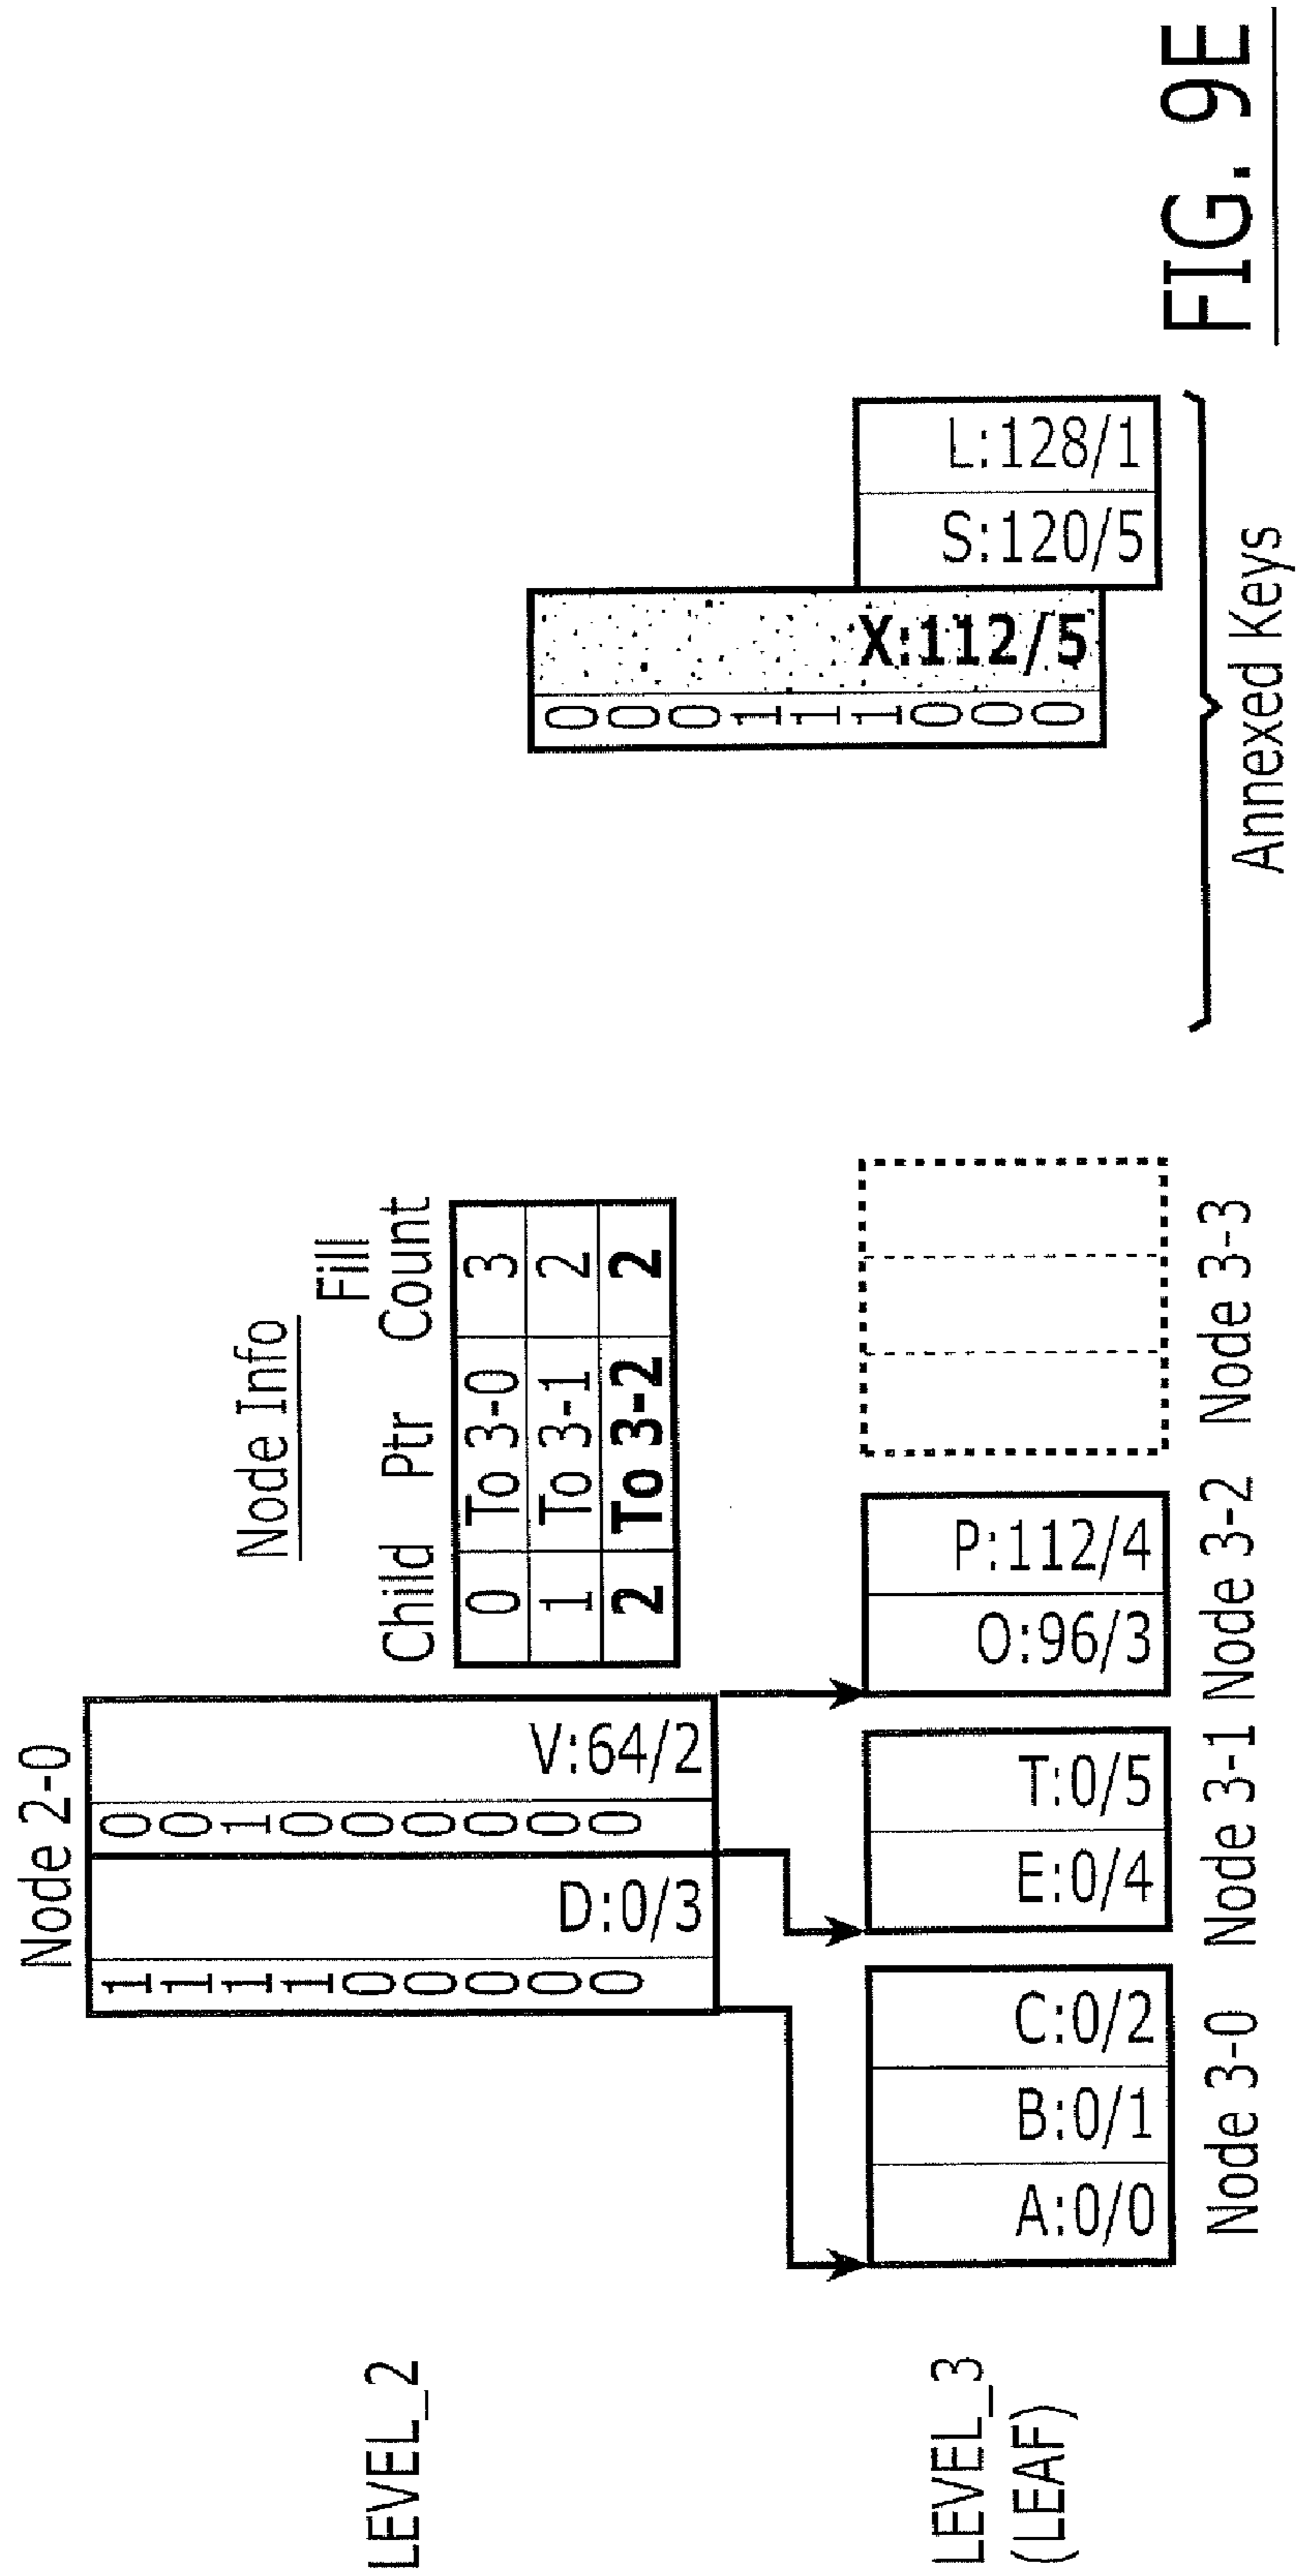 Node 2-0
111100000
D:0/3
001000000
V:64/2
Node Info
Fill
Child Ptr Count
0 To 3-0 3
1 To 3-1 2
2 To 3-2 2
LEVEL_2
000111000
X:112/5
S:120/5
L:128/1
LEVEL_3
(LEAF)
A:0/0
B:0/1
C:0/2
E:0/4
T:0/5
O:96/3
P:112/4
Node 3-0
Node 3-1
Node 3-2
Node 3-3
Annexed Keys
FIG. 9E